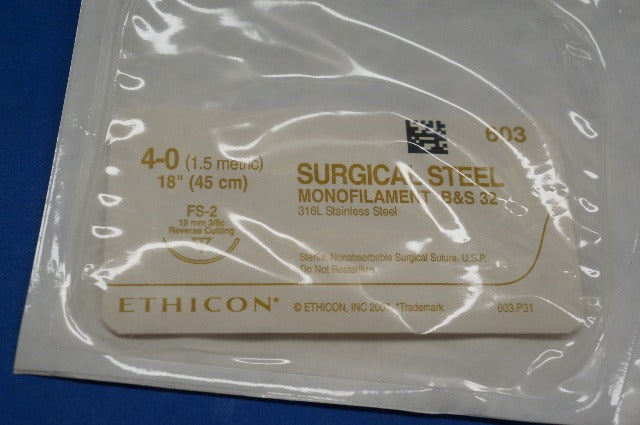 603
4-0 (1.5 metric)
18" (45 cm)
SURGICAL STEEL
MONOFILAMENT B&S 32
316L Stainless Steel
FS-2
19 mm 3/8c
Reverse Cutting
Sterile, Nonabsorbable Surgical Suture, U.S.P.
Do Not Resterilize
ETHICON*
© ETHICON, INC *Trademark
603.P31